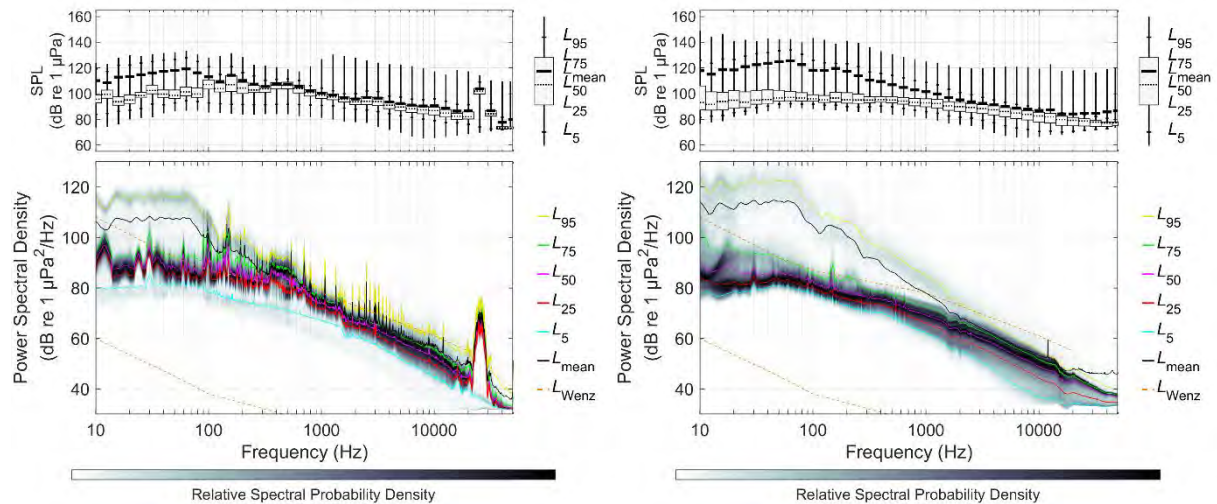 160
140
120
100
80
60
SPL
(dB re 1 µPa)
L95
L75
Lmean
L50
L25
L5
120
100
80
60
40
Power Spectral Density
(dB re 1 µPa²/Hz)
10 100 1000 10000
Frequency (Hz)
L95
L75
L50
L25
L5
Lmean
LWenz
Relative Spectral Probability Density
160
140
120
100
80
60
SPL
(dB re 1 µPa)
10 100 1000 10000
L95
L75
Lmean
L50
L25
L5
120
100
80
60
40
Power Spectral Density
(dB re 1 µPa²/Hz)
10 100 1000 10000
Frequency (Hz)
L95
L75
L50
L25
L5
Lmean
LWenz
Relative Spectral Probability Density